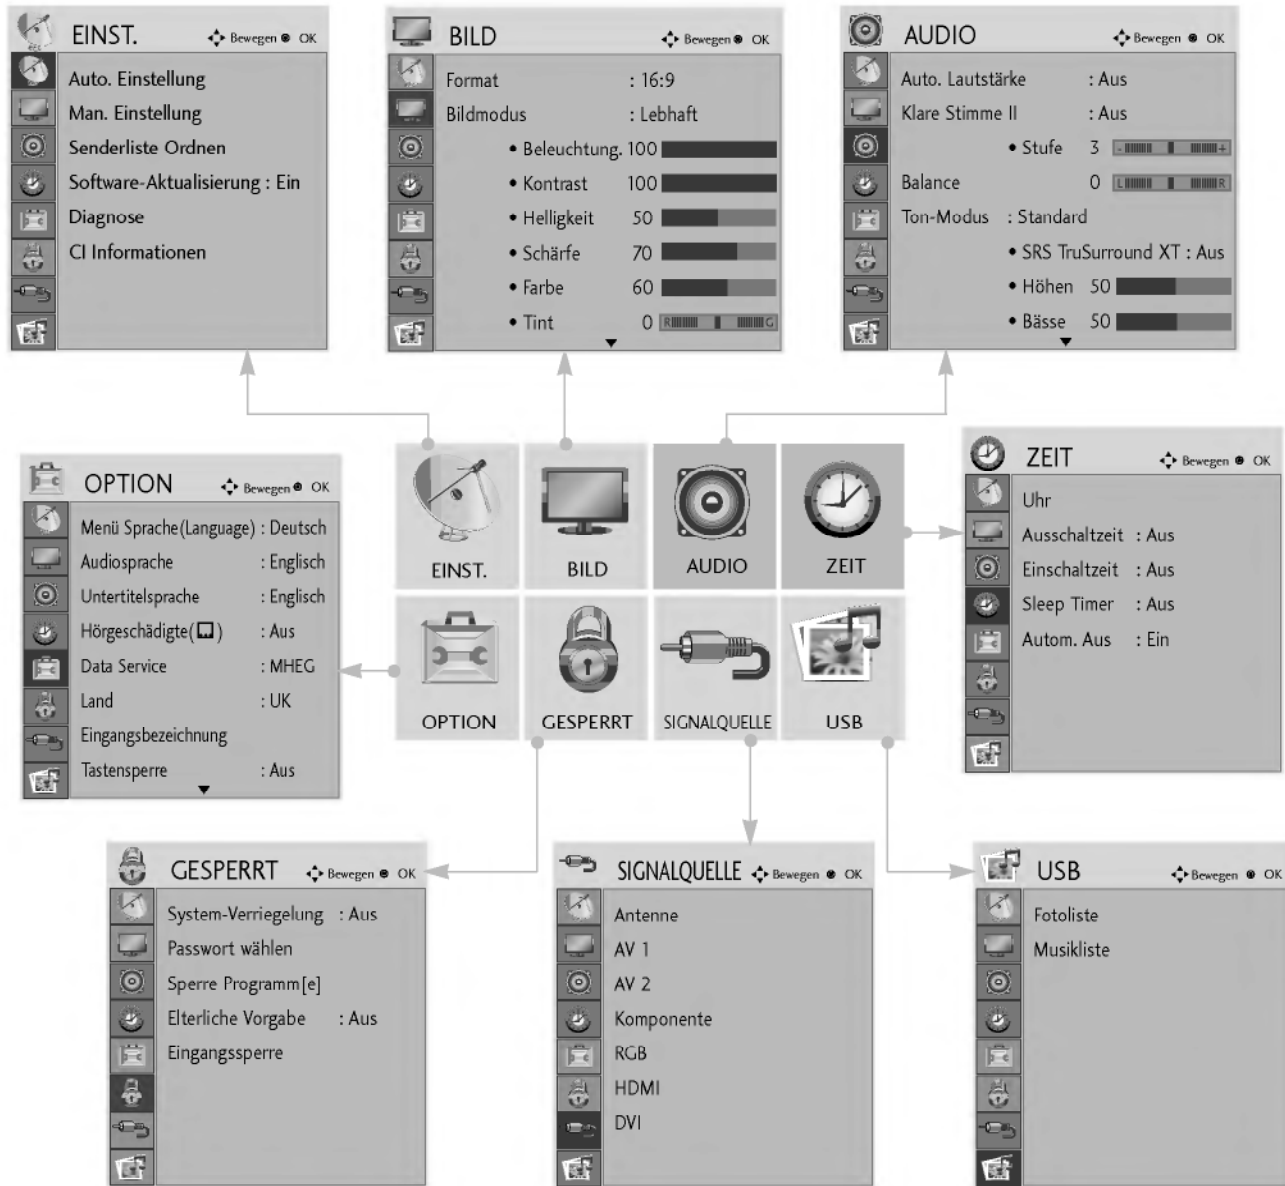 EINST. Bewegen OK
Auto. Einstellung
Man. Einstellung
Senderliste Ordnen
Software-Aktualisierung : Ein
Diagnose
CI Informationen
BILD Bewegen OK
Format : 16:9
Bildmodus : Lebhaft
• Beleuchtung. 100
• Kontrast 100
• Helligkeit 50
• Schärfe 70
• Farbe 60
• Tint 0 R G
AUDIO Bewegen OK
Auto. Lautstärke : Aus
Klare Stimme II : Aus
• Stufe 3 - +
Balance 0 L R
Ton-Modus : Standard
• SRS TruSurround XT : Aus
• Höhen 50
• Bässe 50
EINST.
BILD
AUDIO
ZEIT
OPTION
GESPERRT
SIGNALQUELLE
USB
OPTION Bewegen OK
Menü Sprache(Language) : Deutsch
Audiosprache : Englisch
Untertitelsprache : Englisch
Hörgeschädigte( ) : Aus
Data Service : MHEG
Land : UK
Eingangsbezeichnung
Tastensperre : Aus
ZEIT Bewegen OK
Uhr
Ausschaltzeit : Aus
Einschaltzeit : Aus
Sleep Timer : Aus
Autom. Aus : Ein
GESPERRT Bewegen OK
System-Verriegelung : Aus
Passwort wählen
Sperre Programm[e]
Elterliche Vorgabe : Aus
Eingangssperre
SIGNALQUELLE Bewegen OK
Antenne
AV 1
AV 2
Komponente
RGB
HDMI
DVI
USB Bewegen OK
Fotoliste
Musikliste